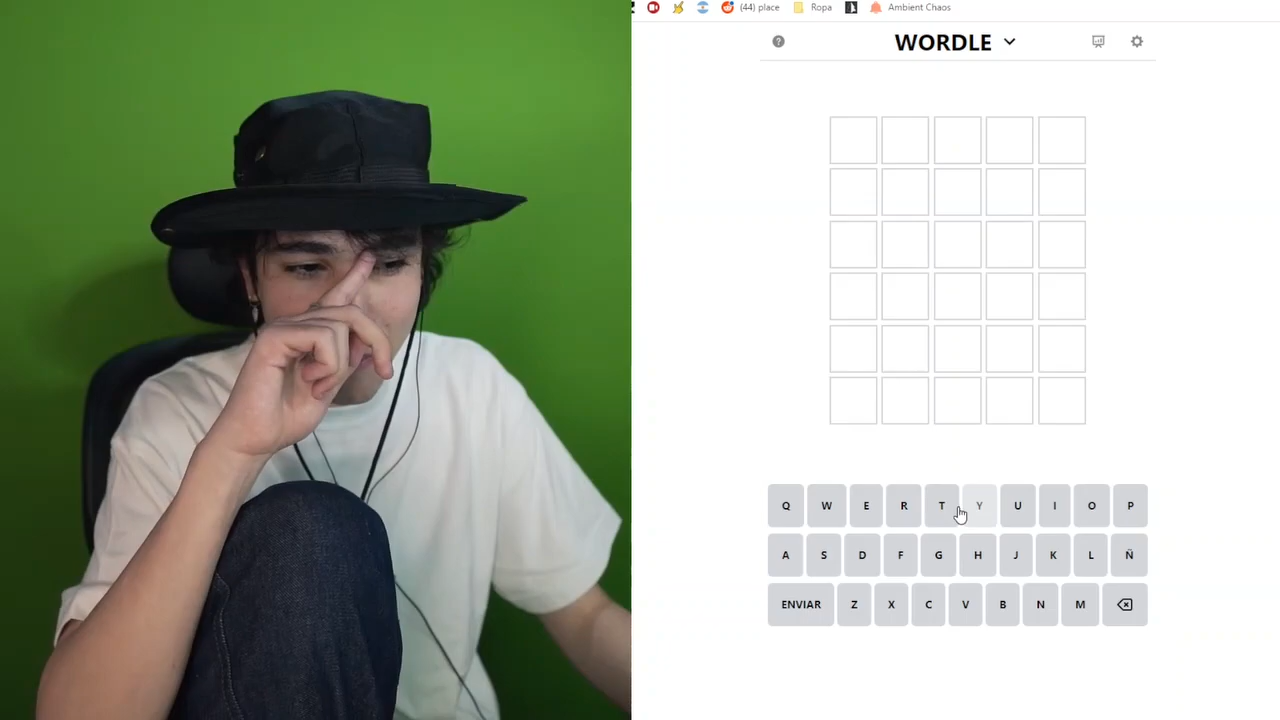 (44) place Ropa Ambient Chaos
WORDLE
Q W E R T Y U I O P
A S D F G H J K L Ñ
ENVIAR Z X C V B N M